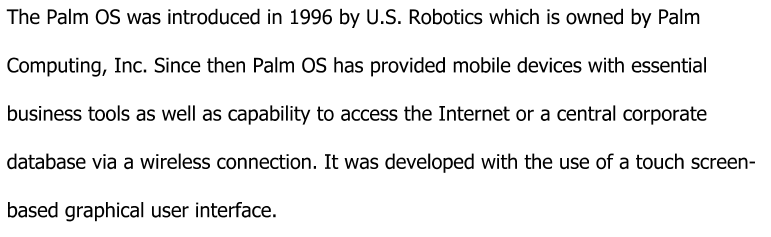 The Palm OS was introduced in 1996 by U.S. Robotics which is owned by Palm
Computing, Inc. Since then Palm OS has provided mobile devices with essential
business tools as well as capability to access the Internet or a central corporate
database via a wireless connection. It was developed with the use of a touch screen-
based graphical user interface.